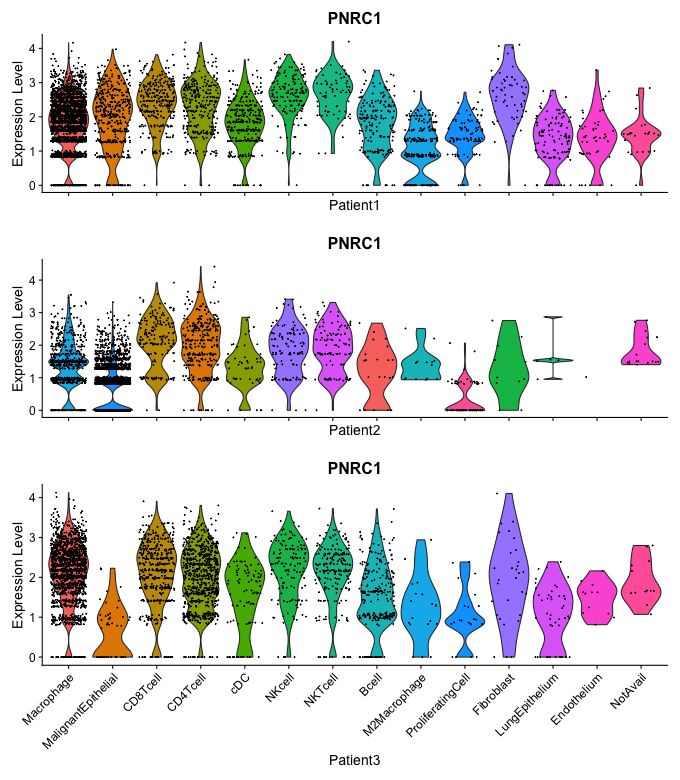 PNRC1
Expression Level
4
3
2
1
0
Patient1
PNRC1
Expression Level
4
3
2
1
0
Patient2
PNRC1
Expression Level
4
3
2
1
0
Macrophage
MalignantEpithelial
CD8Tcell
CD4Tcell
cDC
NKcell
NKTcell
Bcell
M2Macrophage
ProliferatingCell
Fibroblast
LungEpithelium
Endothelium
NotAvail
Patient3